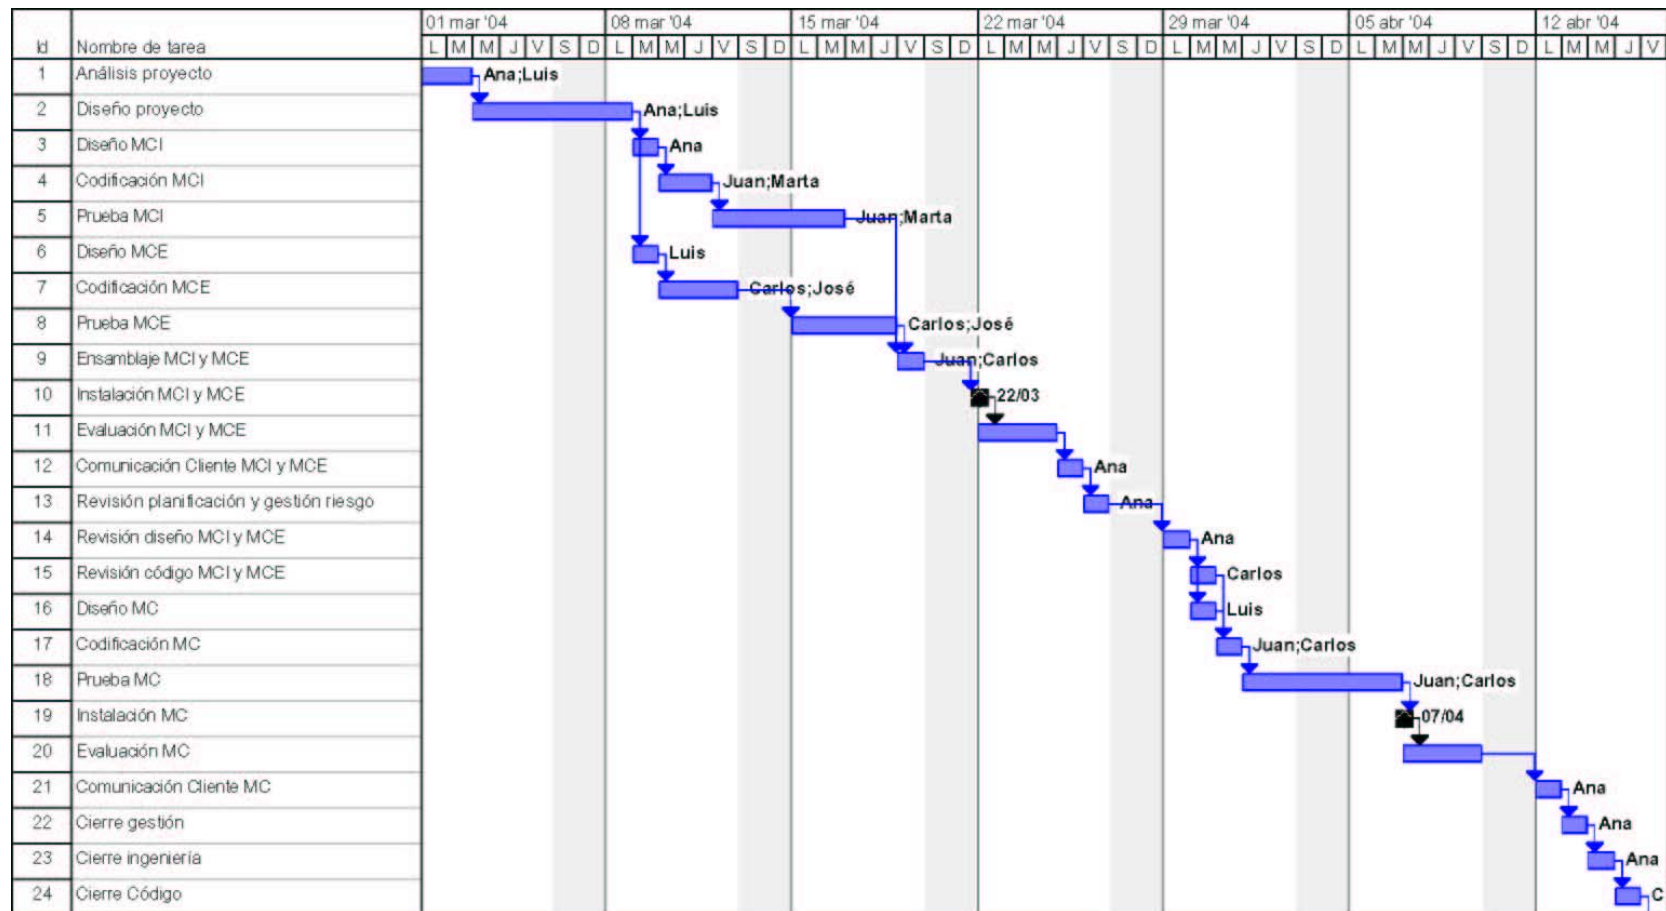 01 mar '04 08 mar '04 15 mar '04 22 mar '04 29 mar '04 05 abr '04 12 abr '04
Id Nombre de tarea L M M J V S D L M M J V S D L M M J V S D L M M J V S D L M M J V S D L M M J V S D L M M J V
1 Análisis proyecto Ana;Luis
2 Diseño proyecto Ana;Luis
3 Diseño MCI Ana
4 Codificación MCI Juan;Marta
5 Prueba MCI Juan;Marta
6 Diseño MCE Luis
7 Codificación MCE Carlos;José
8 Prueba MCE Carlos;José
9 Ensamblaje MCI y MCE Juan;Carlos
10 Instalación MCI y MCE 22/03
11 Evaluación MCI y MCE
12 Comunicación Cliente MCI y MCE Ana
13 Revisión planificación y gestión riesgo Ana
14 Revisión diseño MCI y MCE Ana
15 Revisión código MCI y MCE Carlos
16 Diseño MC Luis
17 Codificación MC Juan;Carlos
18 Prueba MC Juan;Carlos
19 Instalación MC 07/04
20 Evaluación MC
21 Comunicación Cliente MC Ana
22 Cierre gestión Ana
23 Cierre ingeniería Ana
24 Cierre Código C